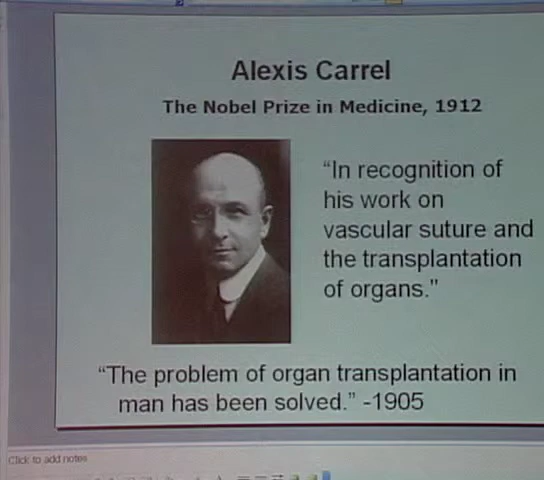 Alexis Carrel
The Nobel Prize in Medicine, 1912
“In recognition of
his work on
vascular suture and
the transplantation
of organs."
“The problem of organ transplantation in
man has been solved.” -1905
Click to add notes